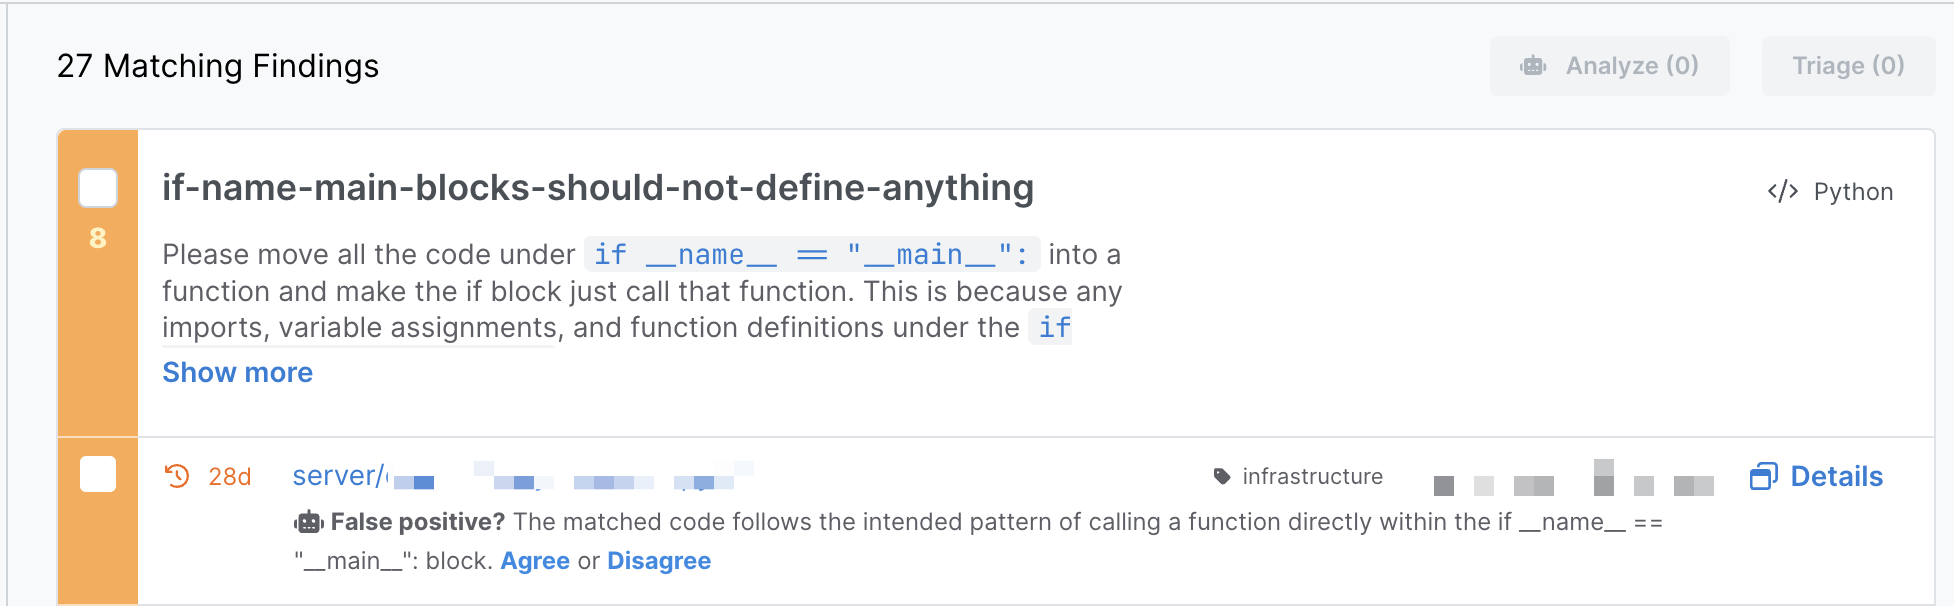 27 Matching Findings
Analyze (0)
Triage (0)
if-name-main-blocks-should-not-define-anything
</> Python
8
Please move all the code under if __name__ == "__main__": into a
function and make the if block just call that function. This is because any
imports, variable assignments, and function definitions under the if
Show more
28d
server/
infrastructure
Details
False positive? The matched code follows the intended pattern of calling a function directly within the if __name__ ==
"__main__": block. Agree or Disagree